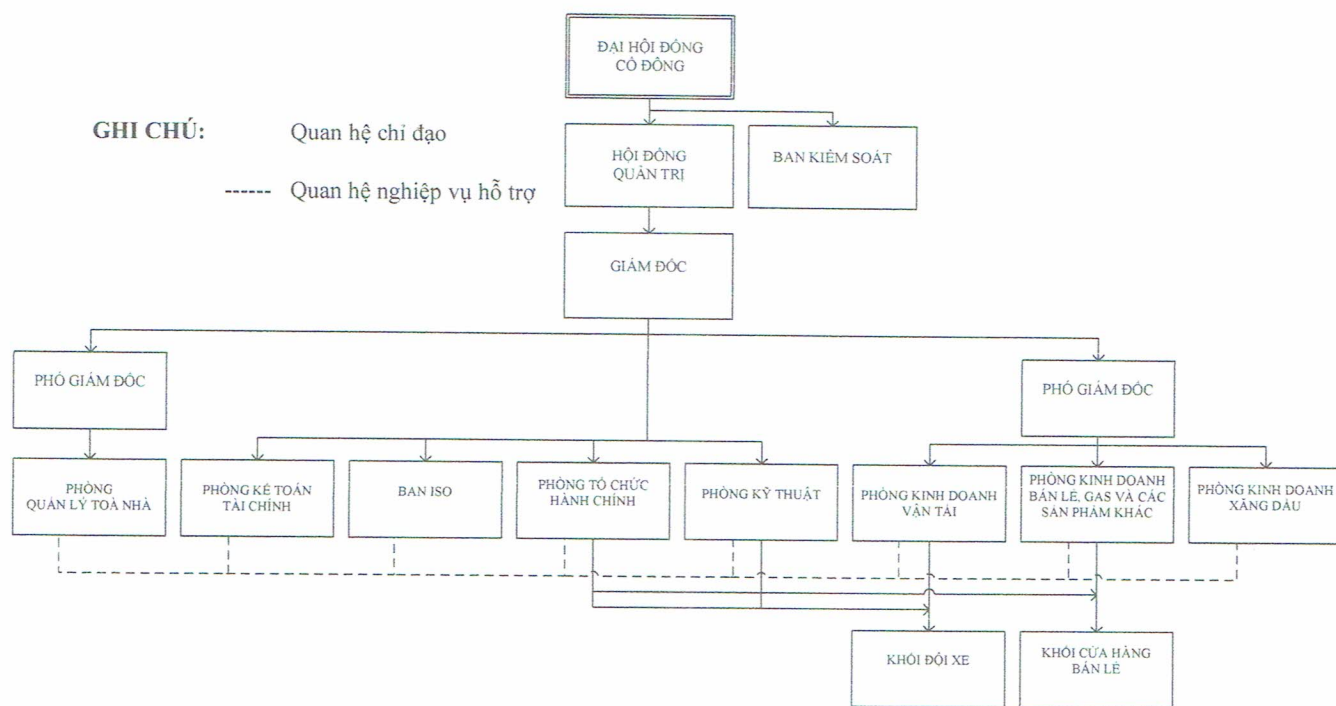 ĐẠI HỘI ĐỒNG
CỔ ĐÔNG
GHI CHÚ:
Quan hệ chỉ đạo
------ Quan hệ nghiệp vụ hỗ trợ
HỘI ĐỒNG
QUẢN TRỊ
BAN KIỂM SOÁT
GIÁM ĐỐC
PHÓ GIÁM ĐỐC
PHÓ GIÁM ĐỐC
PHÒNG
QUẢN LÝ TOÀ NHÀ
PHÒNG KẾ TOÁN
TÀI CHÍNH
BAN ISO
PHÒNG TỔ CHỨC
HÀNH CHÍNH
PHÒNG KỸ THUẬT
PHÒNG KINH DOANH
VẬN TẢI
PHÒNG KINH DOANH
BÁN LẺ, GAS VÀ CÁC
SẢN PHẨM KHÁC
PHÒNG KINH DOANH
XĂNG DẦU
KHỐI ĐỘI XE
KHỐI CỬA HÀNG
BÁN LẺ